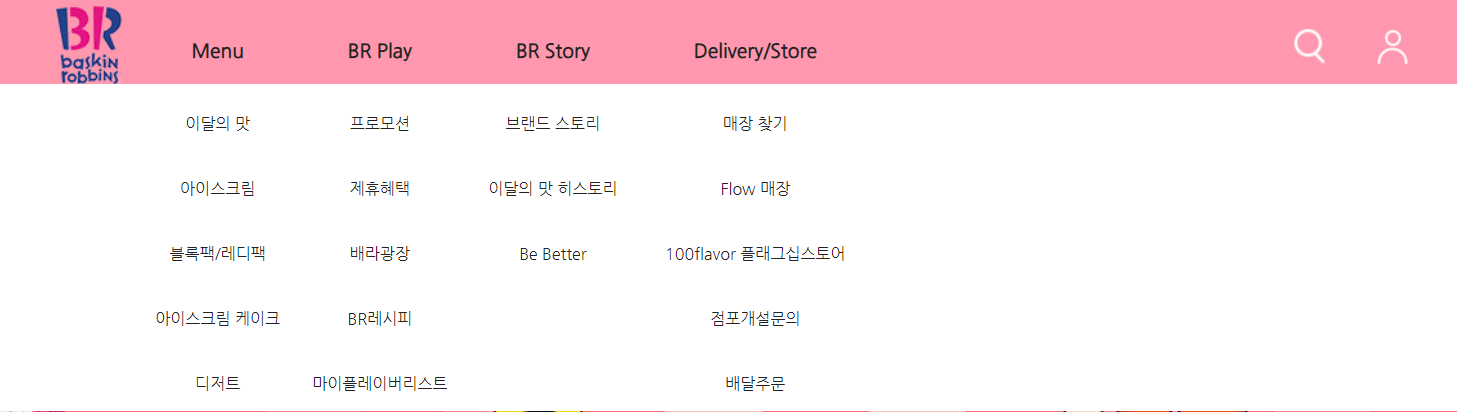 BR
baskin
robbins
Menu
BR Play
BR Story
Delivery/Store
이달의 맛
프로모션
브랜드 스토리
매장 찾기
아이스크림
제휴혜택
이달의 맛 히스토리
Flow 매장
블록팩/레디팩
배라광장
Be Better
100flavor 플래그십스토어
아이스크림 케이크
BR레시피
점포개설문의
디저트
마이플레이버리스트
배달주문